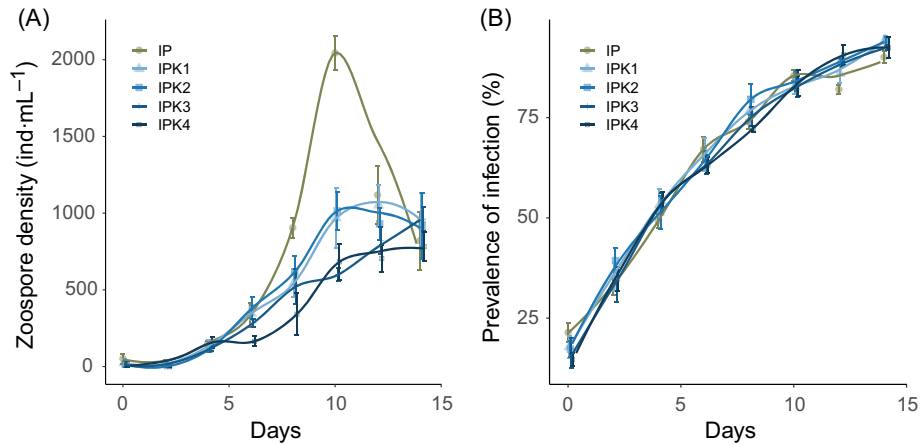 (A)
Zoospore density (ind·mL⁻¹)
2000
1500
1000
500
0
IP
IPK1
IPK2
IPK3
IPK4
0 5 10 15
Days
(B)
Prevalence of infection (%)
75
50
25
IP
IPK1
IPK2
IPK3
IPK4
0 5 10 15
Days